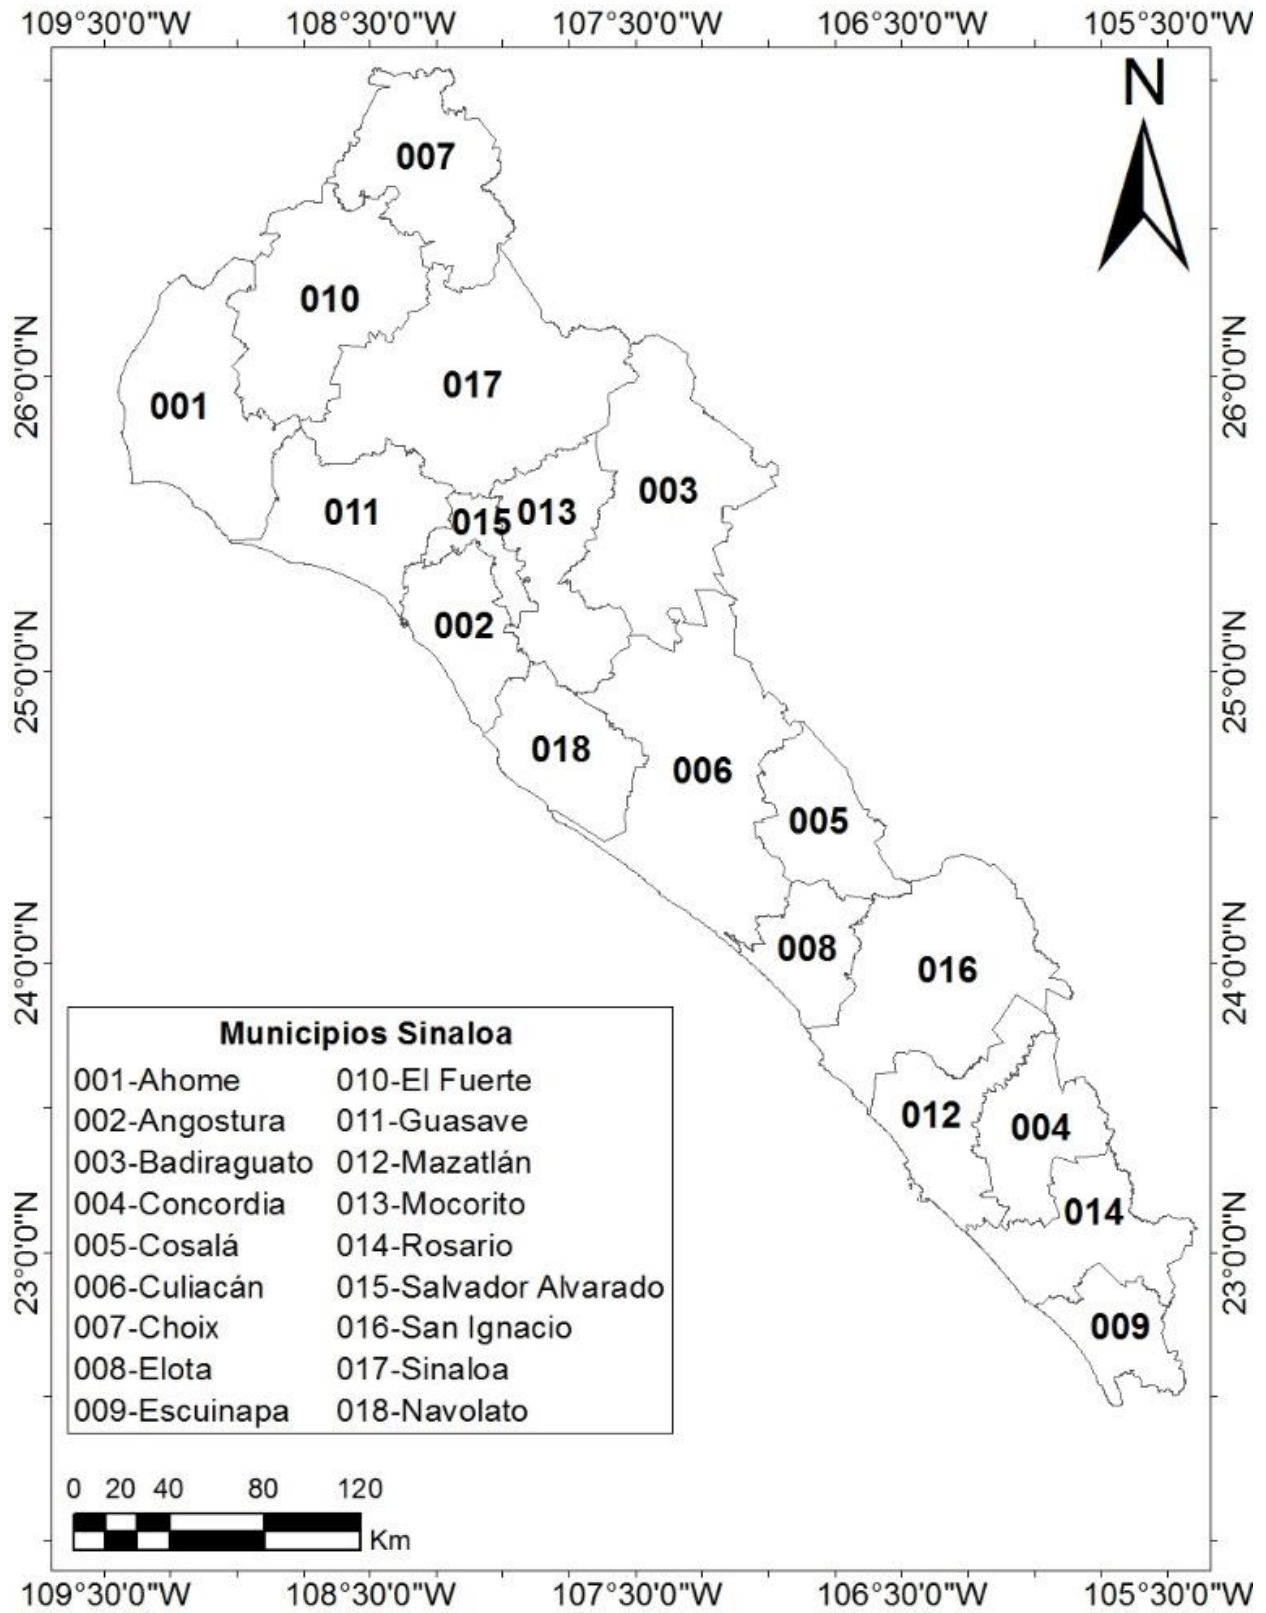 109°30'0"W 108°30'0"W 107°30'0"W 106°30'0"W 105°30'0"W
N
007
010
26°0'0"N 26°0'0"N
017
001
003
011 015 013
002
25°0'0"N 25°0'0"N
018
006
005
008
24°0'0"N 24°0'0"N
016
012
004
014
23°0'0"N 23°0'0"N
009
Municipios Sinaloa
001-Ahome 010-El Fuerte
002-Angostura 011-Guasave
003-Badiraguato 012-Mazatlán
004-Concordia 013-Mocorito
005-Cosalá 014-Rosario
006-Culiacán 015-Salvador Alvarado
007-Choix 016-San Ignacio
008-Elota 017-Sinaloa
009-Escuinapa 018-Navolato
0 20 40 80 120
Km
109°30'0"W 108°30'0"W 107°30'0"W 106°30'0"W 105°30'0"W